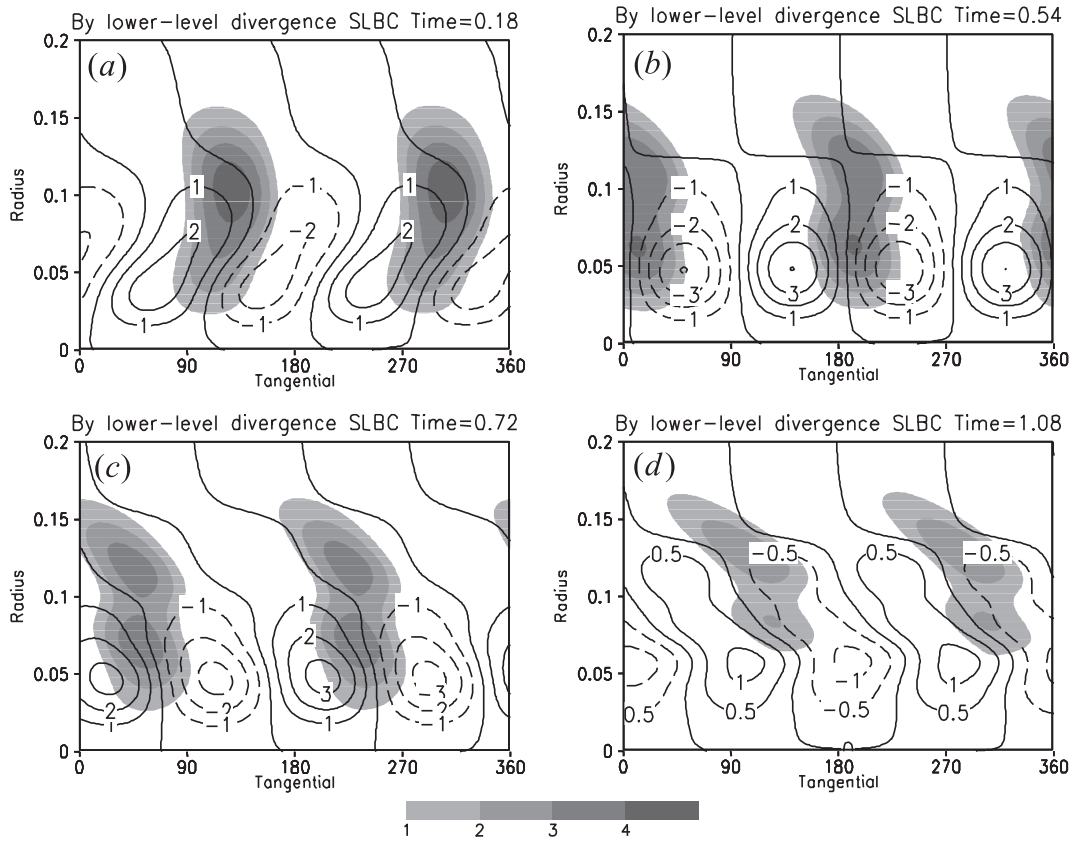 By lower-level divergence SLBC Time=0.18
(a)
0.2
0.15
0.1
0.05
0
Radius
1
-1
2
-2
2
1
-1
1
0 90 180 270 360
Tangential
By lower-level divergence SLBC Time=0.54
(b)
0.2
0.15
0.1
0.05
0
Radius
-1 1 -1 1
-2 2 -2 2
-3 3 -3 3
-1 1 -1 1
0 90 180 270 360
Tangential
By lower-level divergence SLBC Time=0.72
(c)
0.2
0.15
0.1
0.05
0
Radius
-1 1 -1
2
3 -3
2 -2 -2
1 -1 1 -1
0 90 180 270 360
Tangential
By lower-level divergence SLBC Time=1.08
(d)
0.2
0.15
0.1
0.05
0
Radius
0.5 -0.5 0.5 -0.5
1 -1 1
0.5 0.5 -0.5 0.5
0
0 90 180 270 360
Tangential
1 2 3 4